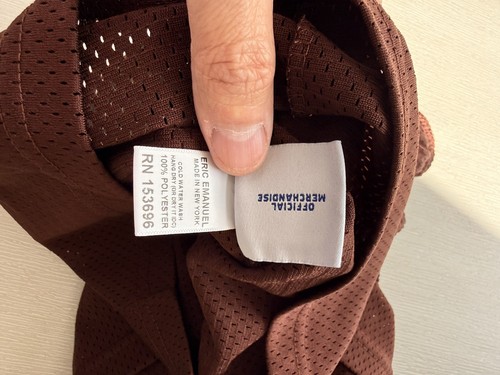 ERIC EMANUEL
MADE IN NEW YORK
COLD WATER WASH
HANG DRY (OR DRY IT IDC)
100% POLYESTER
RN 153696
OFFICIAL
MERCHANDISE